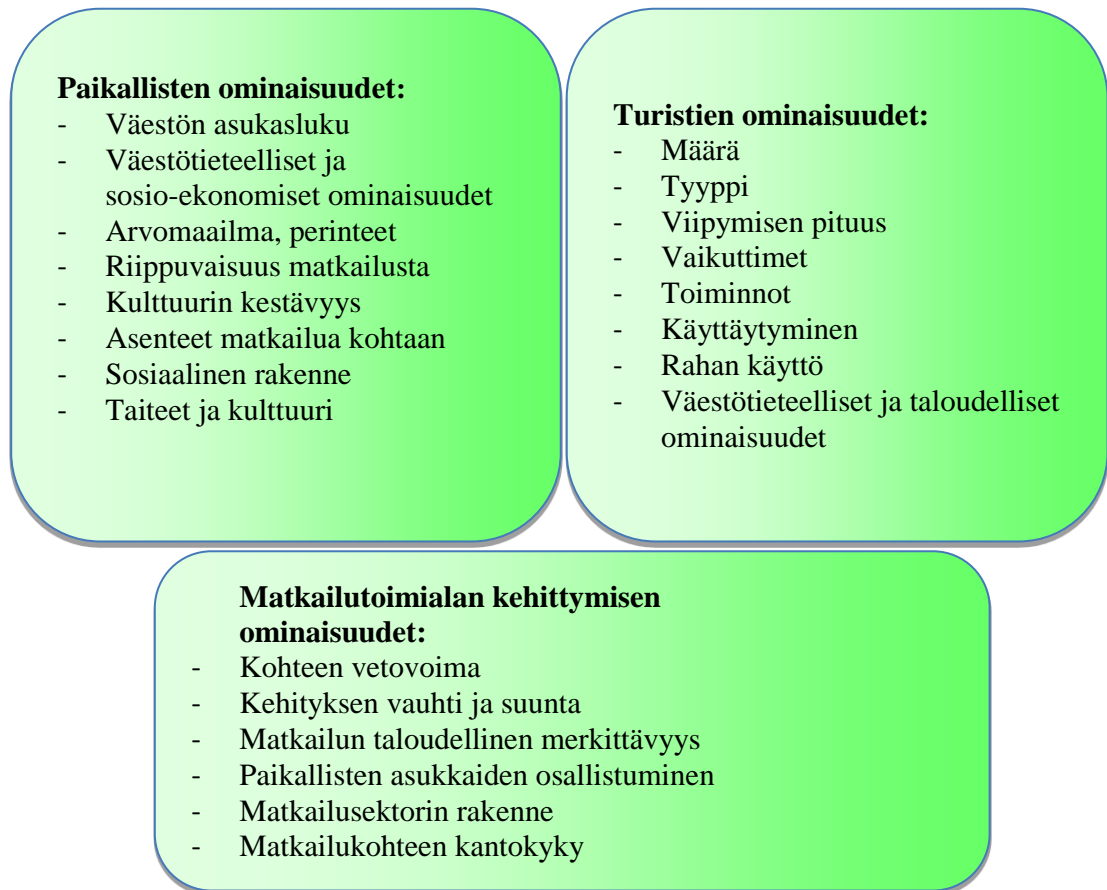 Paikallisten ominaisuudet:
- Väestön asukasluku
- Väestötieteelliset ja
sosio-ekonomiset ominaisuudet
- Arvomaailma, perinteet
- Riippuvaisuus matkailusta
- Kulttuurin kestävyys
- Asenteet matkailua kohtaan
- Sosiaalinen rakenne
- Taiteet ja kulttuuri
Turistien ominaisuudet:
- Määrä
- Tyyppi
- Viipymisen pituus
- Vaikuttimet
- Toiminnot
- Käyttäytyminen
- Rahan käyttö
- Väestötieteelliset ja taloudelliset
ominaisuudet
Matkailutoimialan kehittymisen
ominaisuudet:
- Kohteen vetovoima
- Kehityksen vauhti ja suunta
- Matkailun taloudellinen merkittävyys
- Paikallisten asukkaiden osallistuminen
- Matkailusektorin rakenne
- Matkailukohteen kantokyky